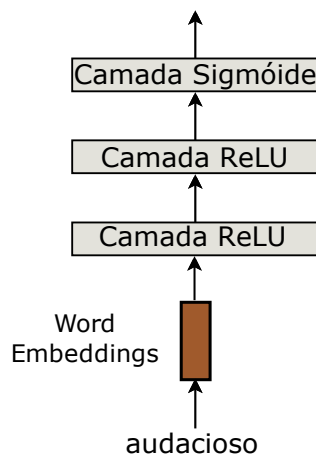 Camada Sigmóide
Camada ReLU
Camada ReLU
Word
Embeddings
audacioso